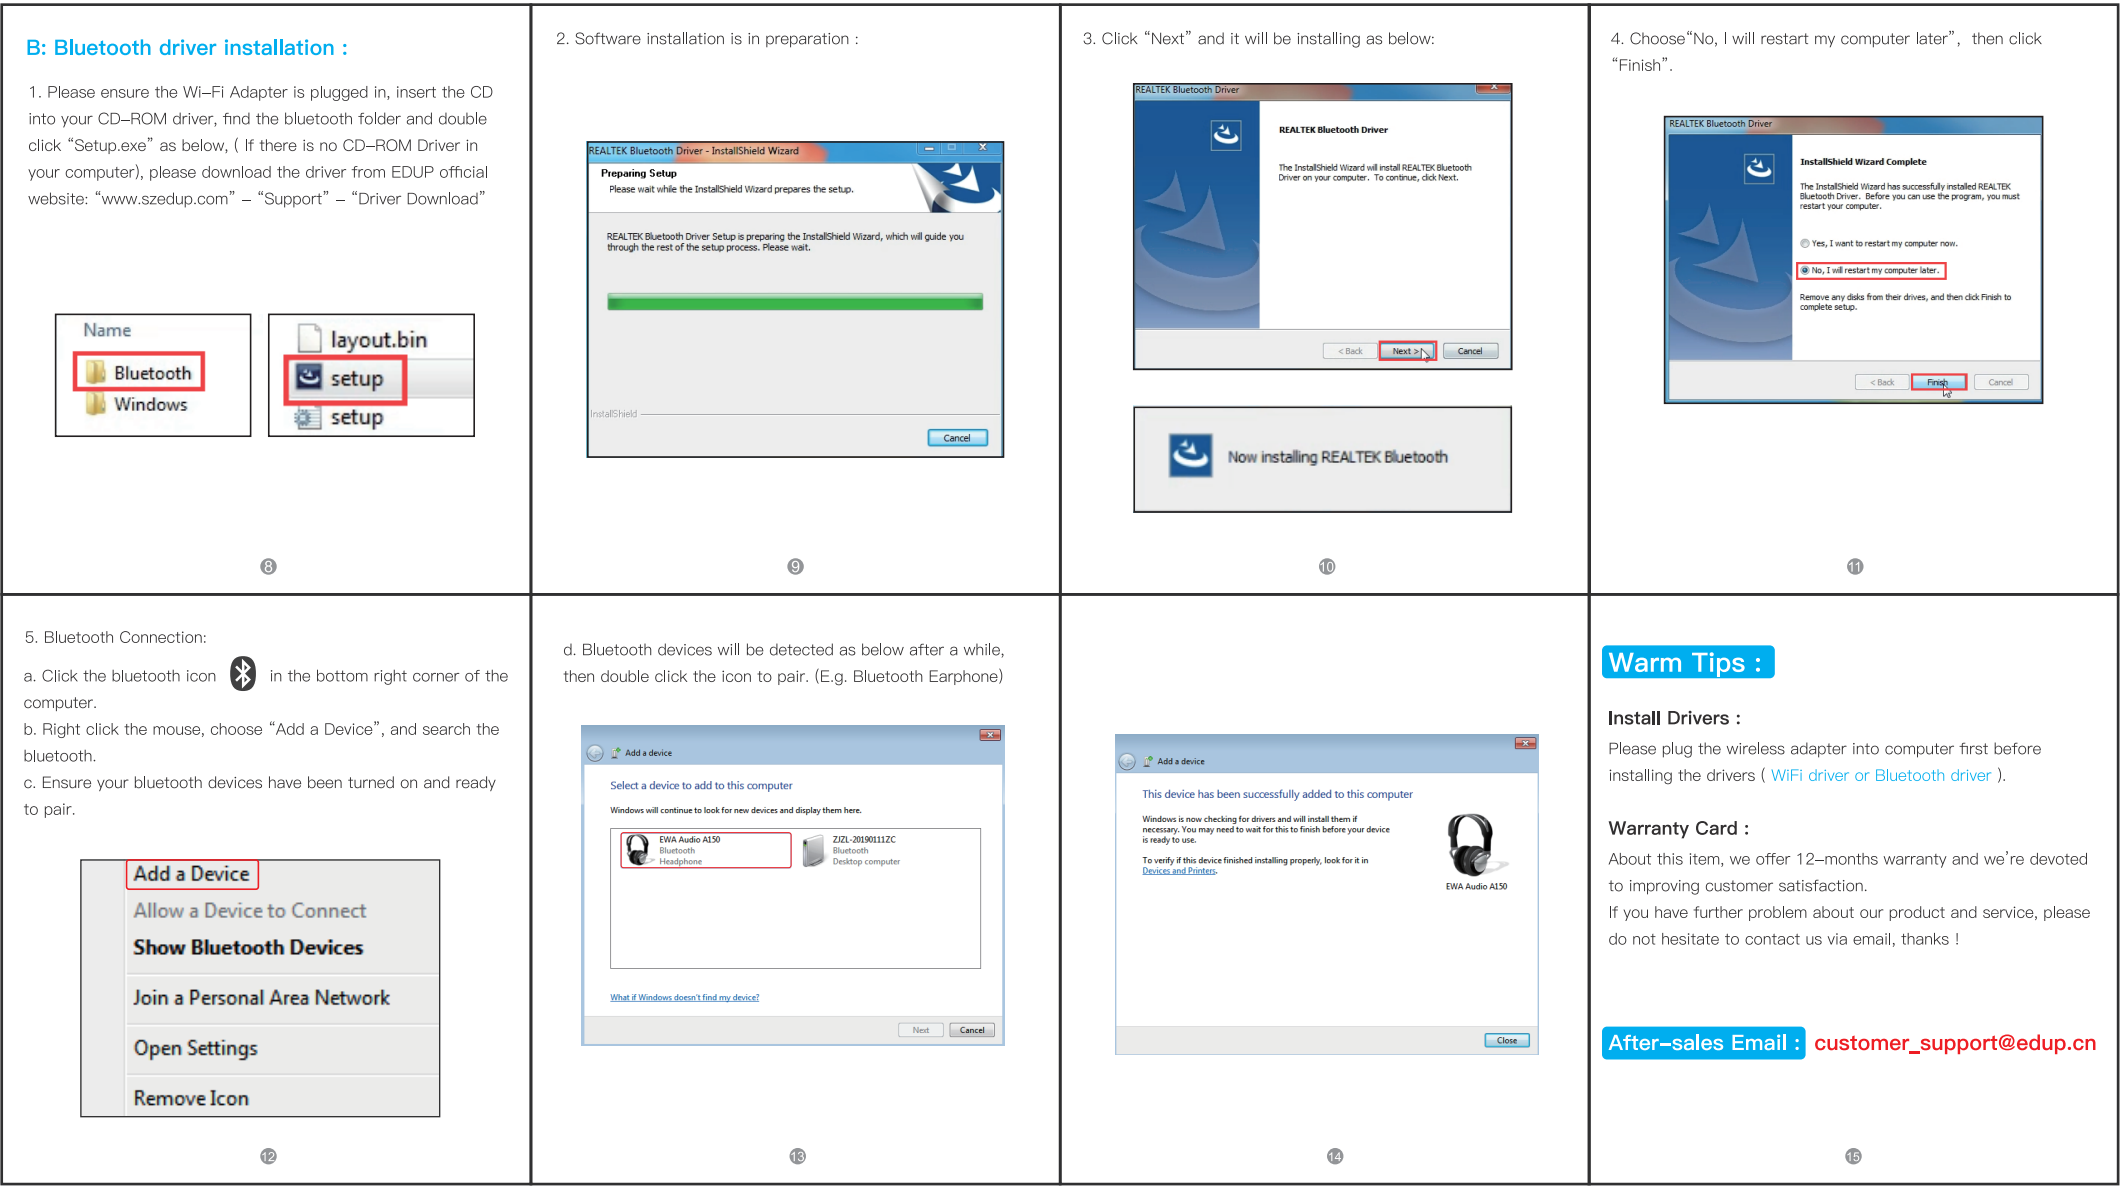 B: Bluetooth driver installation :
1. Please ensure the Wi–Fi Adapter is plugged in, insert the CD
into your CD–ROM driver, find the bluetooth folder and double
click “Setup.exe” as below, ( If there is no CD–ROM Driver in
your computer), please download the driver from EDUP official
website: “www.szedup.com” – “Support” – “Driver Download”
Name
Bluetooth
Windows
layout.bin
setup
setup
8
2. Software installation is in preparation :
REALTEK Bluetooth Driver - InstallShield Wizard
Preparing Setup
Please wait while the InstallShield Wizard prepares the setup.
REALTEK Bluetooth Driver Setup is preparing the InstallShield Wizard, which will guide you
through the rest of the setup process. Please wait.
InstallShield
Cancel
9
3. Click “Next” and it will be installing as below:
REALTEK Bluetooth Driver
REALTEK Bluetooth Driver
The InstallShield Wizard will install REALTEK Bluetooth
Driver on your computer. To continue, click Next.
< Back Next > Cancel
Now installing REALTEK Bluetooth
10
4. Choose“No, I will restart my computer later”, then click
“Finish”.
REALTEK Bluetooth Driver
InstallShield Wizard Complete
The InstallShield Wizard has successfully installed REALTEK
Bluetooth Driver. Before you can use the program, you must
restart your computer.
Yes, I want to restart my computer now.
No, I will restart my computer later.
Remove any disks from their drives, and then click Finish to
complete setup.
< Back Finish Cancel
11
5. Bluetooth Connection:
a. Click the bluetooth icon in the bottom right corner of the
computer.
b. Right click the mouse, choose “Add a Device”, and search the
bluetooth.
c. Ensure your bluetooth devices have been turned on and ready
to pair.
Add a Device
Allow a Device to Connect
Show Bluetooth Devices
Join a Personal Area Network
Open Settings
Remove Icon
12
d. Bluetooth devices will be detected as below after a while,
then double click the icon to pair. (E.g. Bluetooth Earphone)
Add a device
Select a device to add to this computer
Windows will continue to look for new devices and display them here.
EWA Audio A150
Bluetooth
Headphone
ZJZL-20190111ZC
Bluetooth
Desktop computer
What if Windows doesn't find my device?
Next Cancel
13
Add a device
This device has been successfully added to this computer
Windows is now checking for drivers and will install them if
necessary. You may need to wait for this to finish before your device
is ready to use.
To verify if this device finished installing properly, look for it in
Devices and Printers.
EWA Audio A150
Close
14
Warm Tips :
Install Drivers :
Please plug the wireless adapter into computer first before
installing the drivers ( WiFi driver or Bluetooth driver ).
Warranty Card :
About this item, we offer 12–months warranty and we’re devoted
to improving customer satisfaction.
If you have further problem about our product and service, please
do not hesitate to contact us via email, thanks !
After–sales Email : customer_support@edup.cn
15